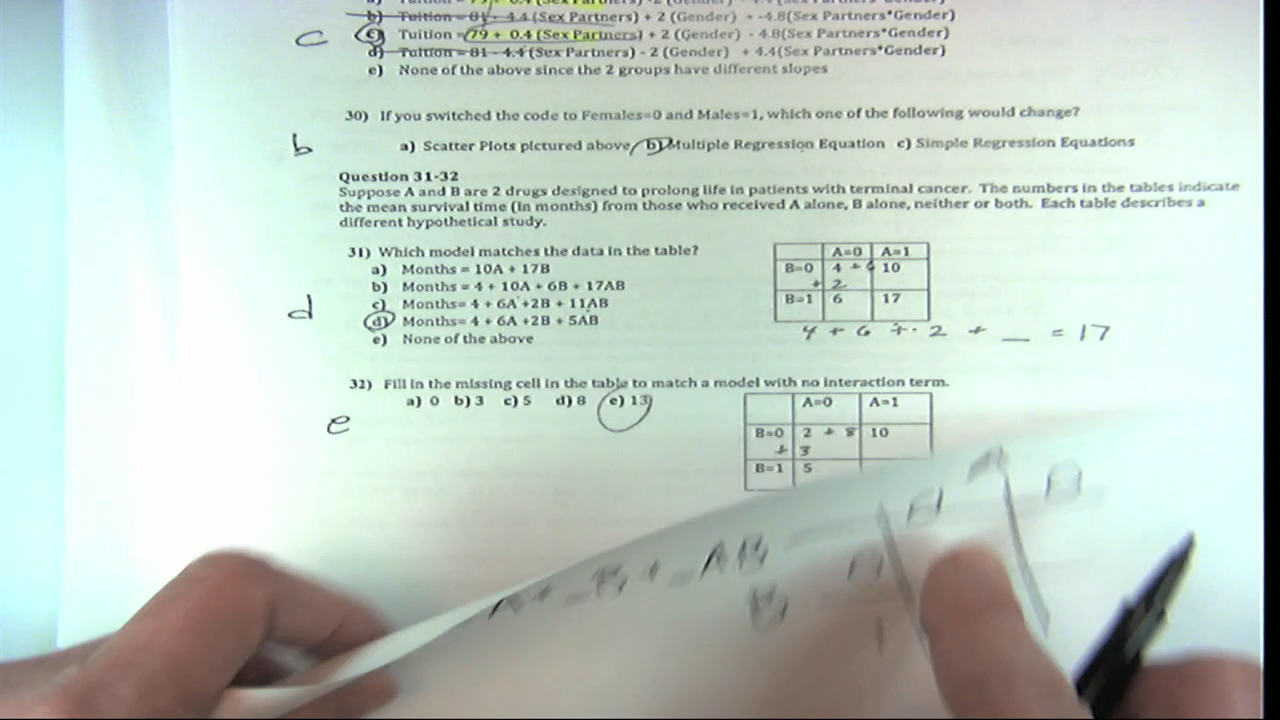 b) Tuition = 81 - 4.4 (Sex Partners) + 2 (Gender) + -4.8(Sex Partners*Gender)
c c) Tuition = 79 + 0.4 (Sex Partners) + 2 (Gender) - 4.8(Sex Partners*Gender)
d) Tuition = 81 - 4.4 (Sex Partners) - 2 (Gender) + 4.4(Sex Partners*Gender)
e) None of the above since the 2 groups have different slopes
30) If you switched the code to Females=0 and Males=1, which one of the following would change?
b a) Scatter Plots pictured above b) Multiple Regression Equation c) Simple Regression Equations
Question 31-32
Suppose A and B are 2 drugs designed to prolong life in patients with terminal cancer. The numbers in the tables indicate
the mean survival time (in months) from those who received A alone, B alone, neither or both. Each table describes a
different hypothetical study.
31) Which model matches the data in the table?
a) Months = 10A + 17B
b) Months = 4 + 10A + 6B + 17AB
c) Months= 4 + 6A +2B + 11AB
d d) Months= 4 + 6A +2B + 5AB
e) None of the above
A=0 A=1
B=0 4 + 6 10
+ 2
B=1 6 17
4 + 6 + 2 + __ = 17
32) Fill in the missing cell in the table to match a model with no interaction term.
a) 0 b) 3 c) 5 d) 8 e) 13
e
A=0 A=1
B=0 2 + 8 10
+ 3
B=1 5
A + _B + _AB
B